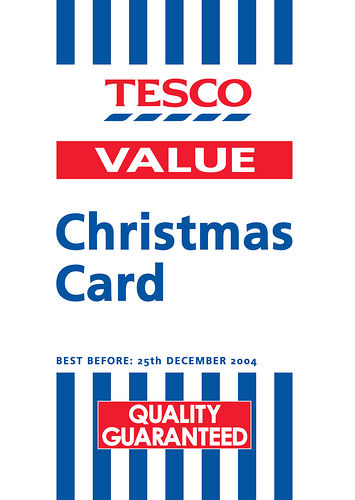 TESCO
VALUE
Christmas
Card
BEST BEFORE: 25th DECEMBER 2004
QUALITY
GUARANTEED